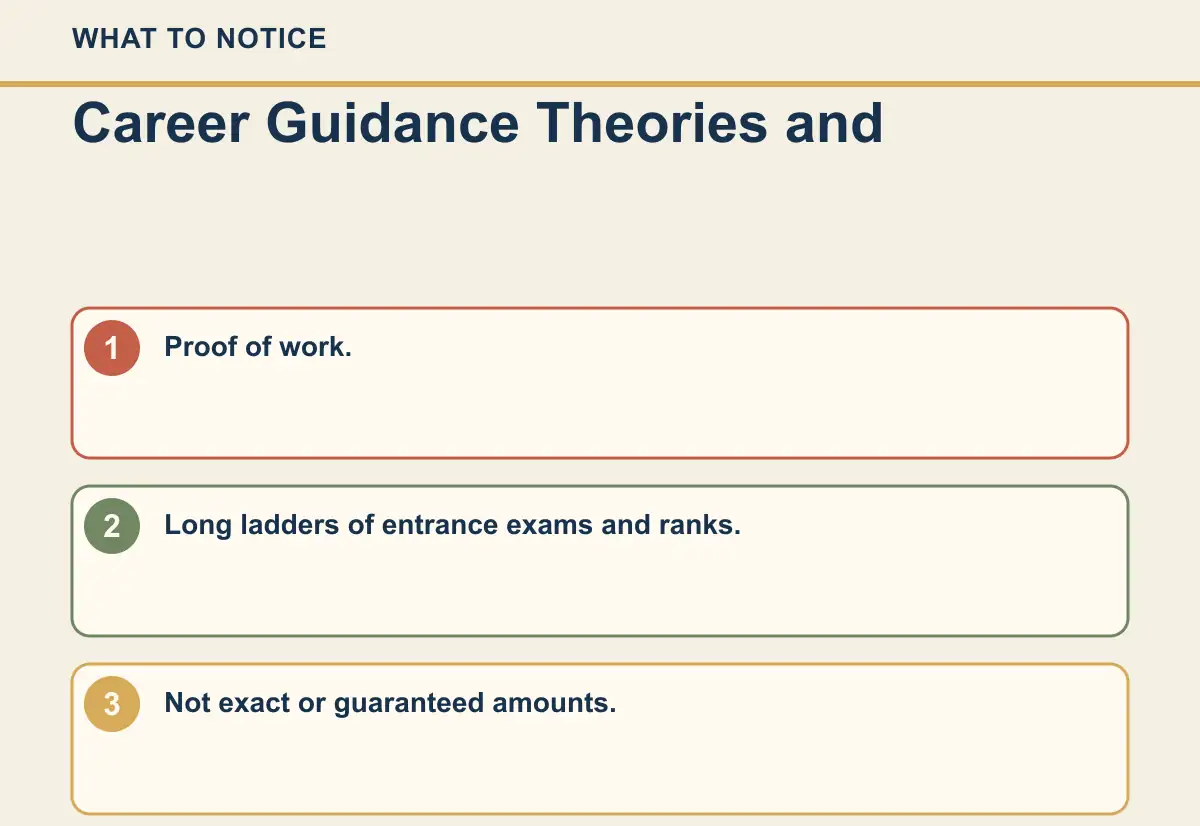 WHAT TO NOTICE
Career Guidance Theories and
1 Proof of work.
2 Long ladders of entrance exams and ranks.
3 Not exact or guaranteed amounts.